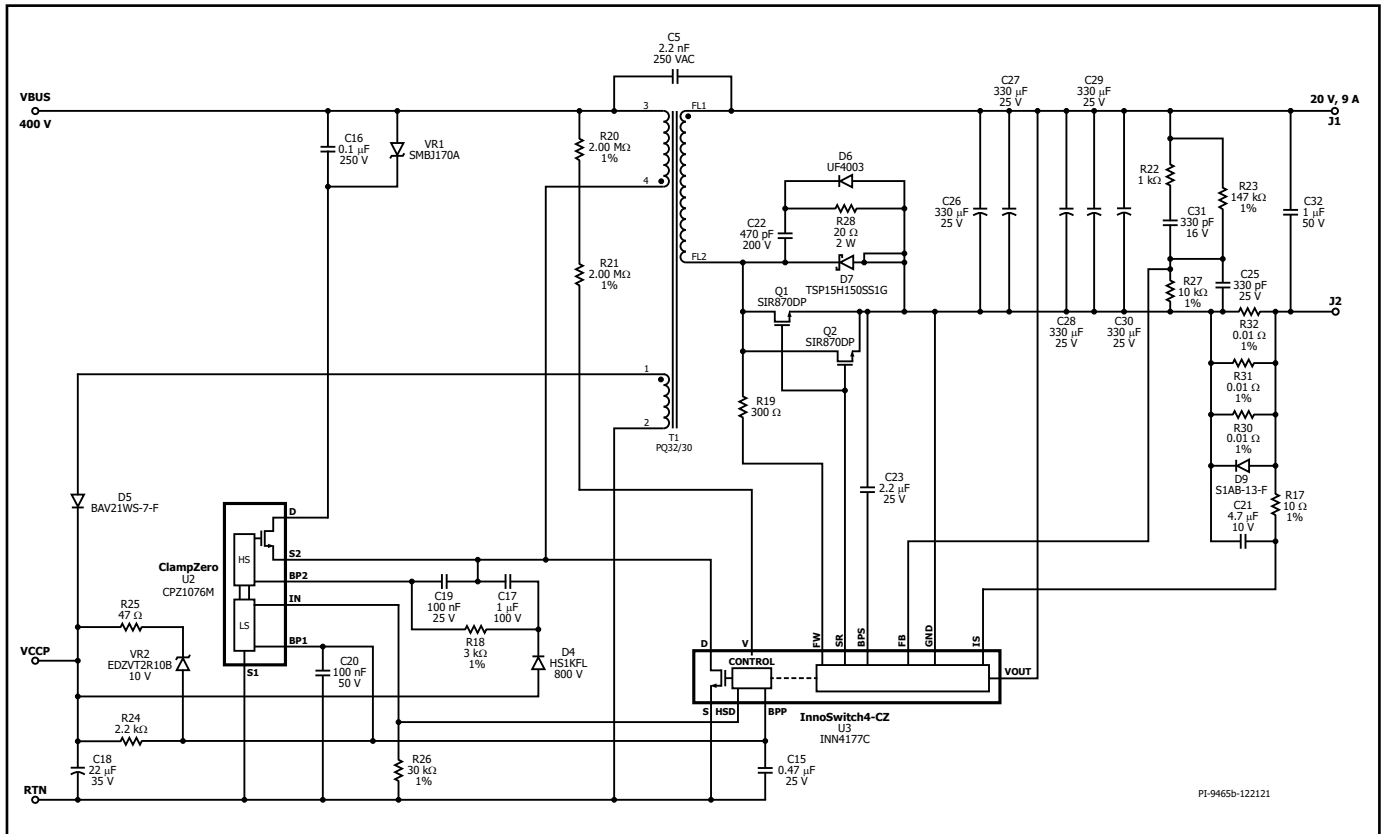 C5
2.2 nF
250 VAC
VBUS
400 V
C16
0.1 µF
250 V
VR1
SMBJ170A
R20
2.00 MΩ
1%
3
4
FL1
FL2
R21
2.00 MΩ
1%
1
2
T1
PQ32/30
C22
470 pF
200 V
D6
UF4003
R28
20 Ω
2 W
D7
TSP15H150SS1G
Q1
SIR870DP
Q2
SIR870DP
R19
300 Ω
C23
2.2 µF
25 V
C26
330 µF
25 V
C27
330 µF
25 V
C28
330 µF
25 V
C29
330 µF
25 V
C30
330 µF
25 V
R22
1 kΩ
C31
330 pF
16 V
R23
147 kΩ
1%
R27
10 kΩ
1%
C25
330 pF
25 V
C32
1 µF
50 V
20 V, 9 A
J1
J2
R32
0.01 Ω
1%
R31
0.01 Ω
1%
R30
0.01 Ω
1%
D9
S1AB-13-F
C21
4.7 µF
10 V
R17
10 Ω
1%
D5
BAV21WS-7-F
ClampZero
U2
CPZ1076M
HS
LS
D
S2
BP2
IN
BP1
S1
C19
100 nF
25 V
C17
1 µF
100 V
R18
3 kΩ
1%
D4
HS1KFL
800 V
C20
100 nF
50 V
R25
47 Ω
VR2
EDZVT2R10B
10 V
VCCP
R24
2.2 kΩ
C18
22 µF
35 V
RTN
R26
30 kΩ
1%
C15
0.47 µF
25 V
D
V
FW
SR
BPS
FB
GND
IS
CONTROL
VOUT
S
HSD
BPP
InnoSwitch4-CZ
U3
INN4177C
PI-9465b-122121